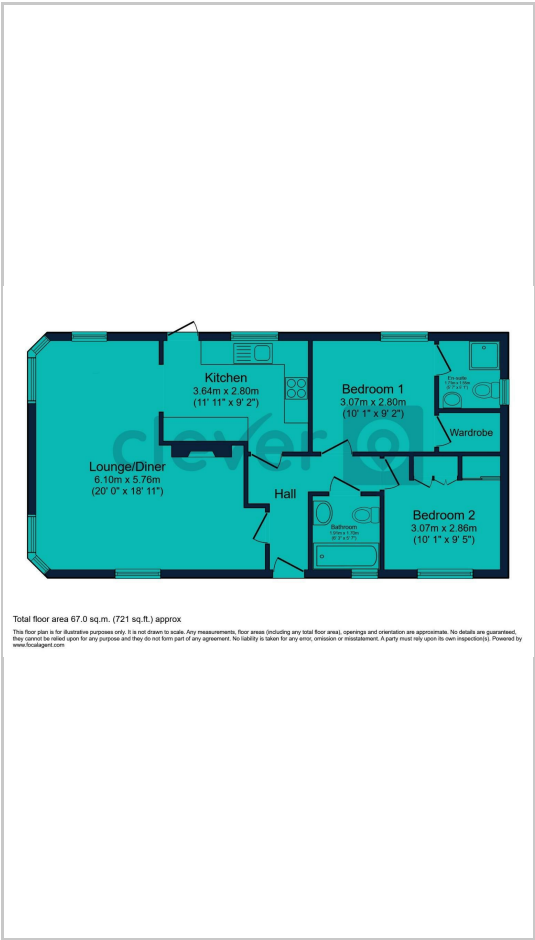 Kitchen
3.64m x 2.80m
(11' 11" x 9' 2")
Bedroom 1
3.07m x 2.80m
(10' 1" x 9' 2")
En-suite
Wardrobe
clever
Lounge/Diner
6.10m x 5.76m
(20' 0" x 18' 11")
Hall
Bathroom
Bedroom 2
3.07m x 2.86m
(10' 1" x 9' 5")
Total floor area 67.0 sq.m. (721 sq.ft.) approx
This floor plan is for illustrative purposes only. It is not drawn to scale. Any measurements, floor areas (including any total floor area), openings and orientation are approximate. No details are guaranteed,
they cannot be relied upon for any purpose and they do not form part of any agreement. No liability is taken for any error, omission or misstatement. A party must rely upon its own inspection(s). Powered by
www.focalagent.com